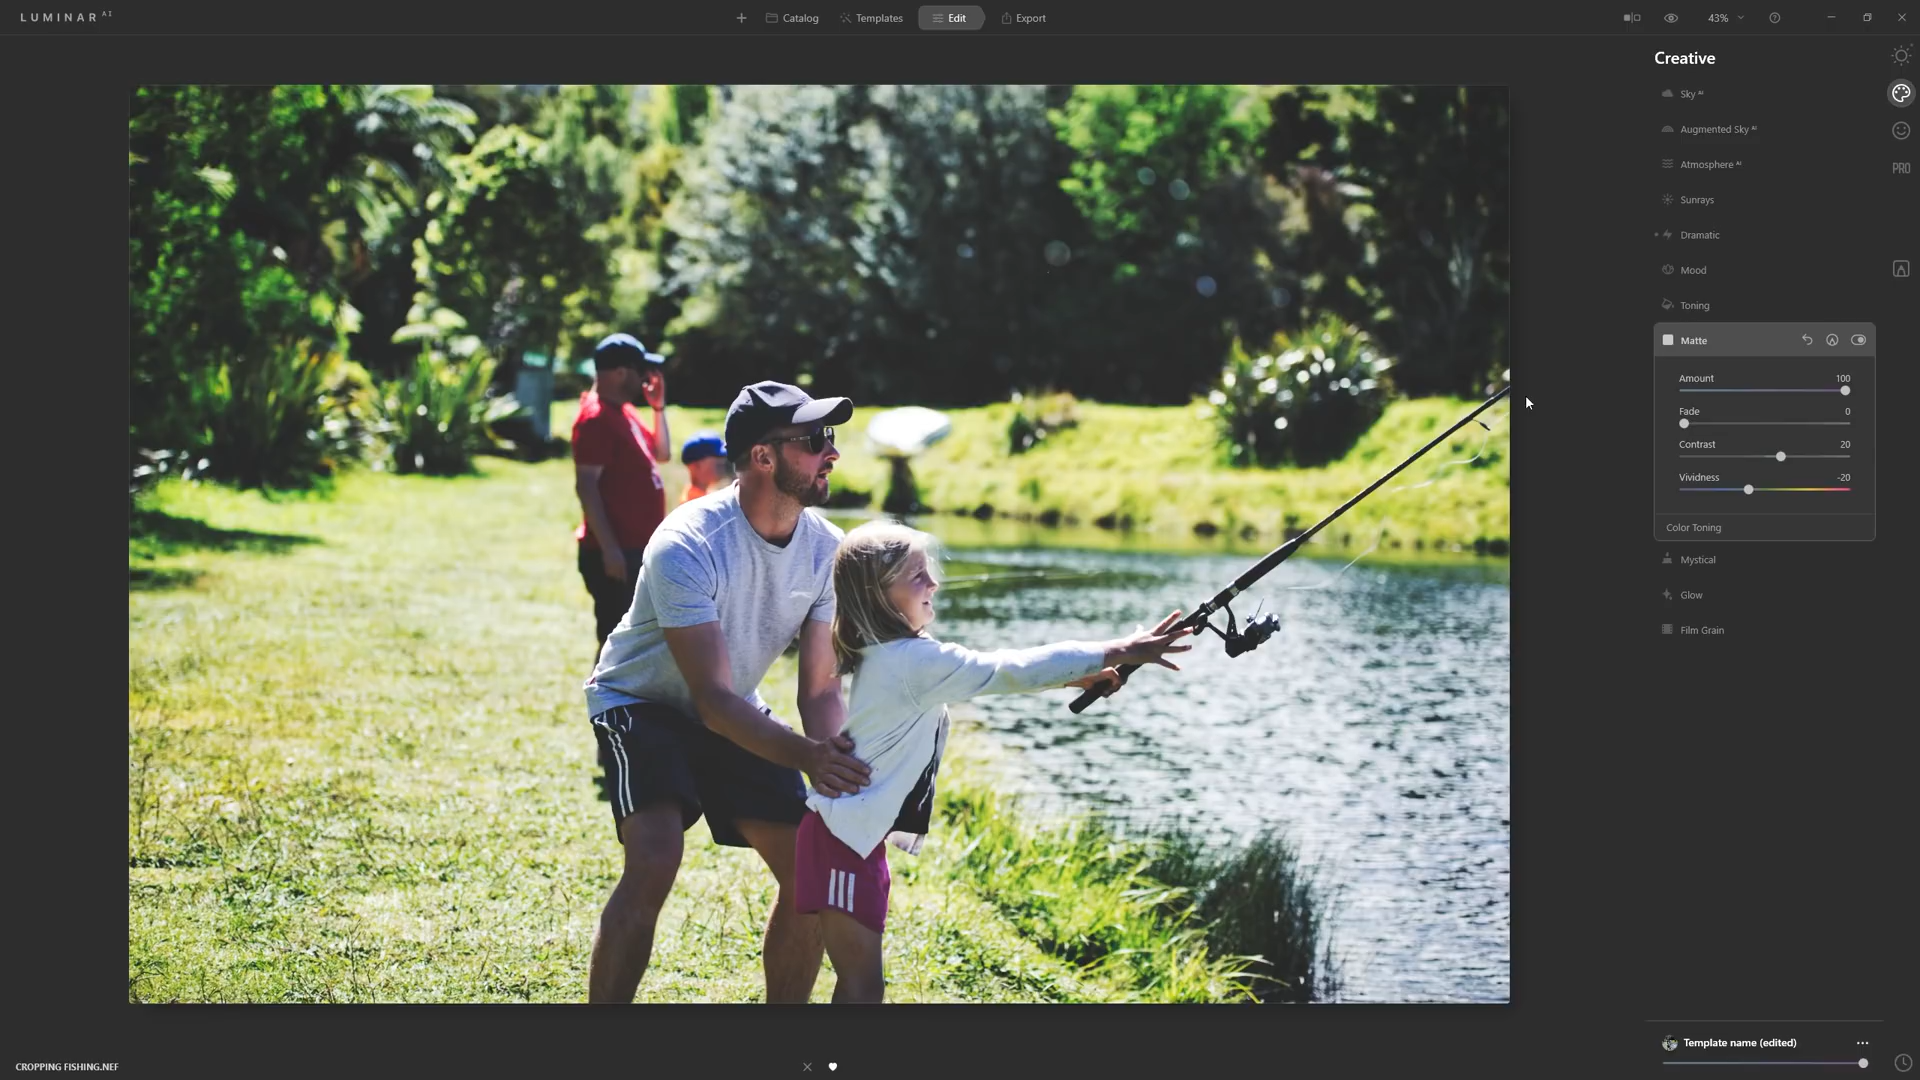 LUMINAR AI
Catalog
Templates
Edit
Export
43%
Creative
Sky AI
Augmented Sky AI
Atmosphere AI
Sunrays
Dramatic
Mood
Toning
Matte
Amount 100
Fade 0
Contrast 20
Vividness -20
Color Toning
Mystical
Glow
Film Grain
PRO
Template name (edited)
CROPPING FISHING.NEF